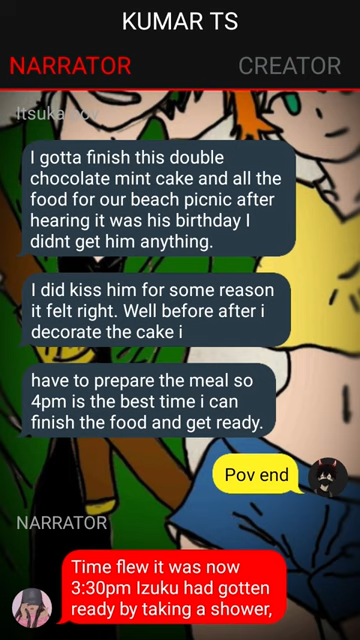 KUMAR TS
NARRATOR CREATOR
I gotta finish this double
chocolate mint cake and all the
food for our beach picnic after
hearing it was his birthday I
didnt get him anything.
I did kiss him for some reason
it felt right. Well before after i
decorate the cake i
have to prepare the meal so
4pm is the best time i can
finish the food and get ready.
Pov end
NARRATOR
Time flew it was now
3:30pm Izuku had gotten
ready by taking a shower,